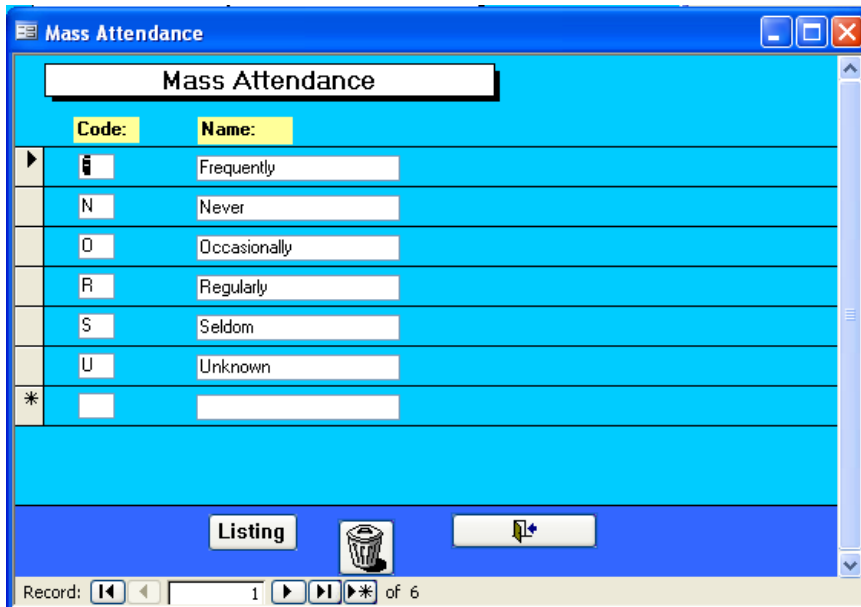 Mass Attendance
Mass Attendance
Code: Name:
Frequently
N Never
O Occasionally
R Regularly
S Seldom
U Unknown
Listing
Record: 1 of 6